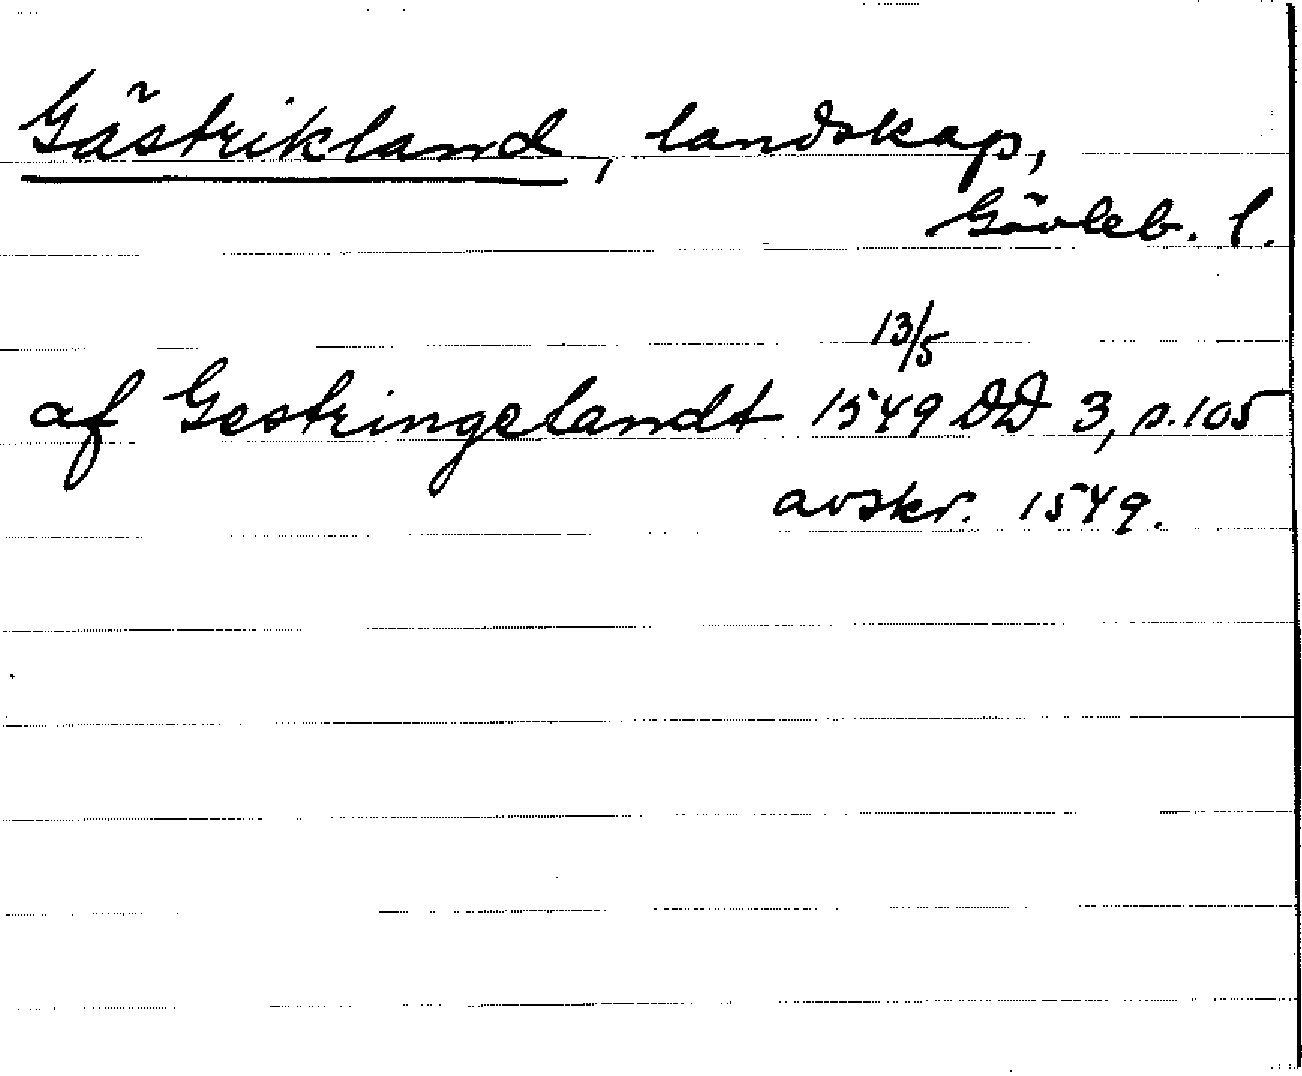 Gästrikland, landskap,
Gävleb. l.
13/5
af Gestringelandt 1549 DD 3, s. 105
avskr. 1549.